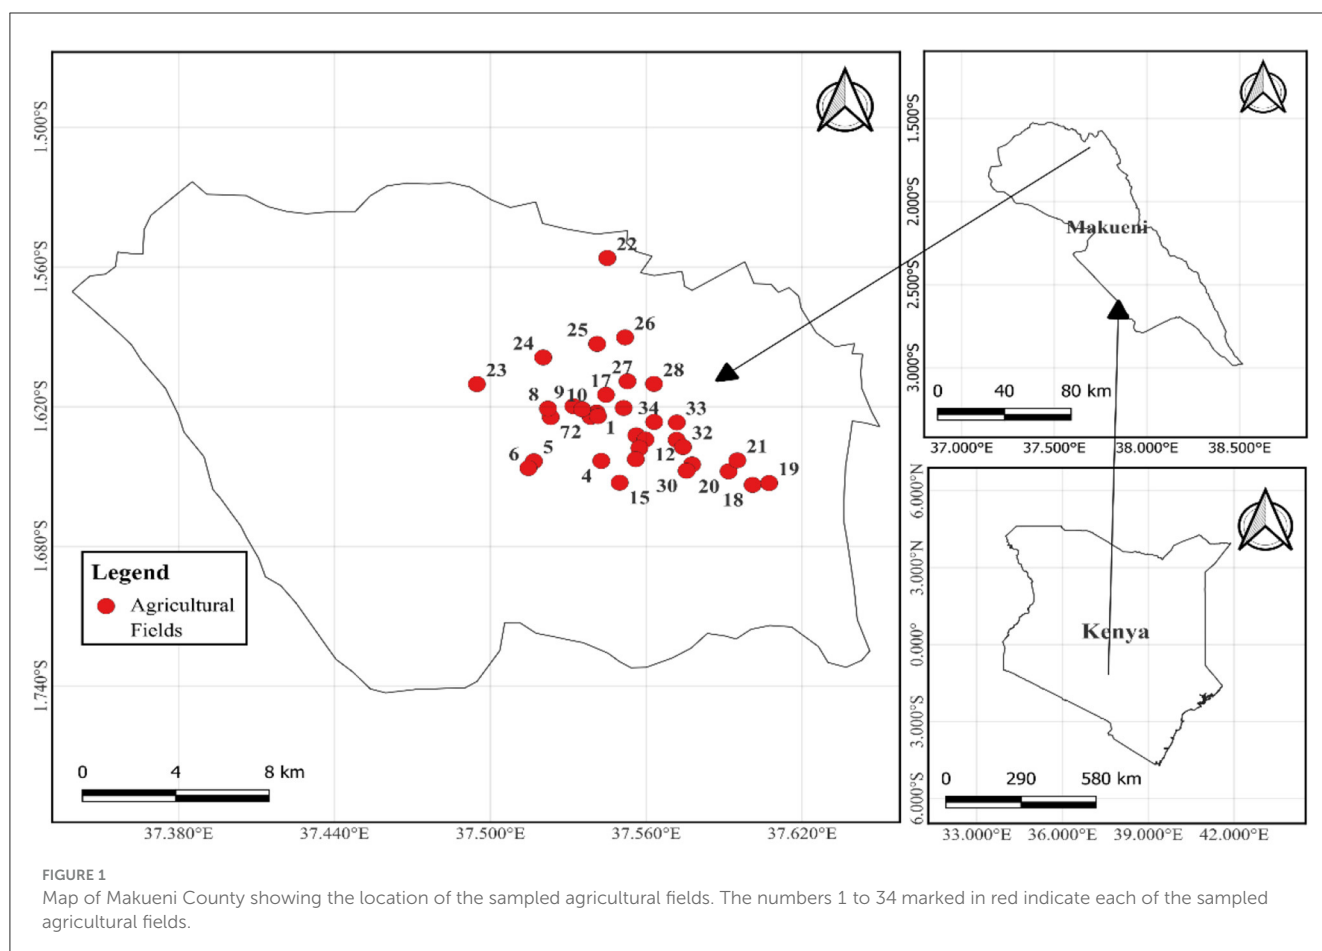 1.500°S
1.560°S
1.620°S
1.680°S
1.740°S
22
26
25
24
23
27
28
17
9
10
8
34
33
72
1
32
5
6
12
21
4
19
30
20
15
18
Legend
Agricultural
Fields
0 4 8 km
37.380°E 37.440°E 37.500°E 37.560°E 37.620°E
1.500°S
2.000°S
2.500°S
3.000°S
Makueni
0 40 80 km
37.000°E 37.500°E 38.000°E 38.500°E
6.000°N
3.000°N
0.000°
3.000°S
6.000°S
Kenya
0 290 580 km
33.000°E 36.000°E 39.000°E 42.000°E
FIGURE 1
Map of Makueni County showing the location of the sampled agricultural fields. The numbers 1 to 34 marked in red indicate each of the sampled
agricultural fields.